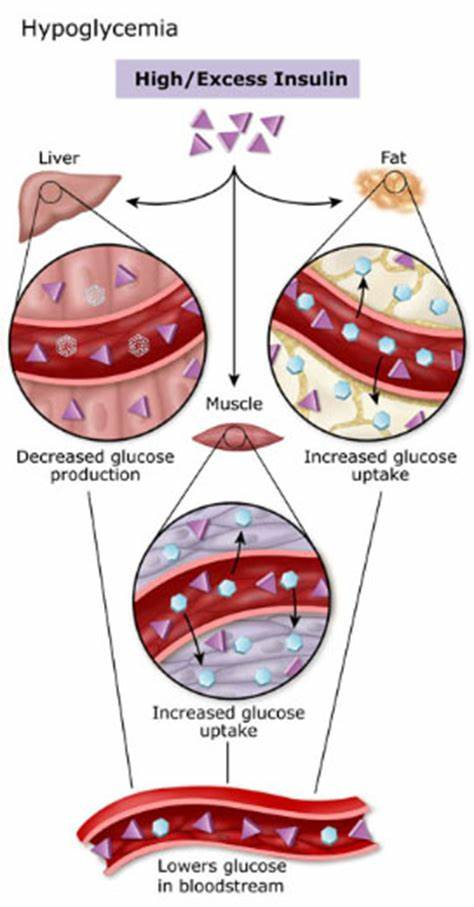 Hypoglycemia
High/Excess Insulin
Liver
Fat
Decreased glucose
production
Muscle
Increased glucose
uptake
Increased glucose
uptake
Lowers glucose
in bloodstream